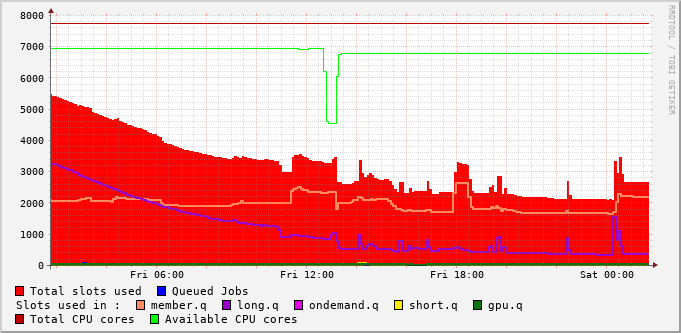 8000
7000
6000
5000
4000
3000
2000
1000
0
Fri 06:00 Fri 12:00 Fri 18:00 Sat 00:00
RRDTOOL / TOBI OETIKER
Total slots used Queued Jobs
Slots used in : member.q long.q ondemand.q short.q gpu.q
Total CPU cores Available CPU cores